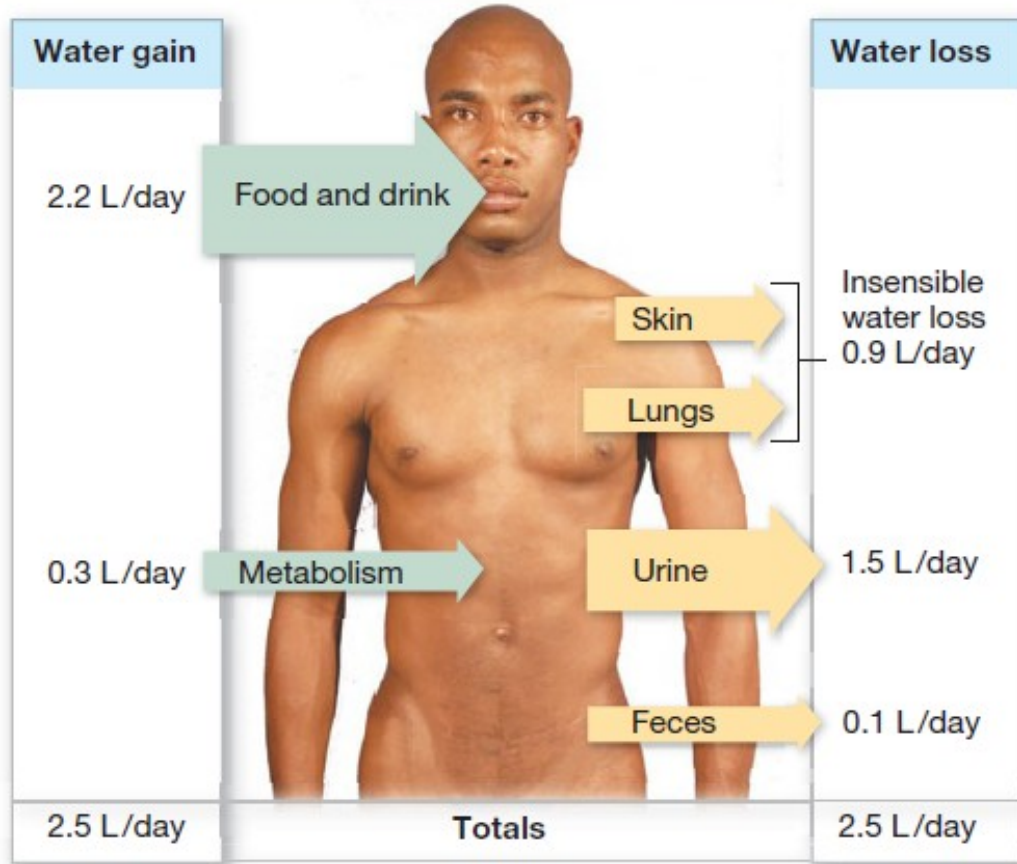 Water gain
Water loss
2.2 L/day
Food and drink
Skin
Lungs
Insensible
water loss
0.9 L/day
0.3 L/day
Metabolism
Urine
1.5 L/day
Feces
0.1 L/day
2.5 L/day
Totals
2.5 L/day